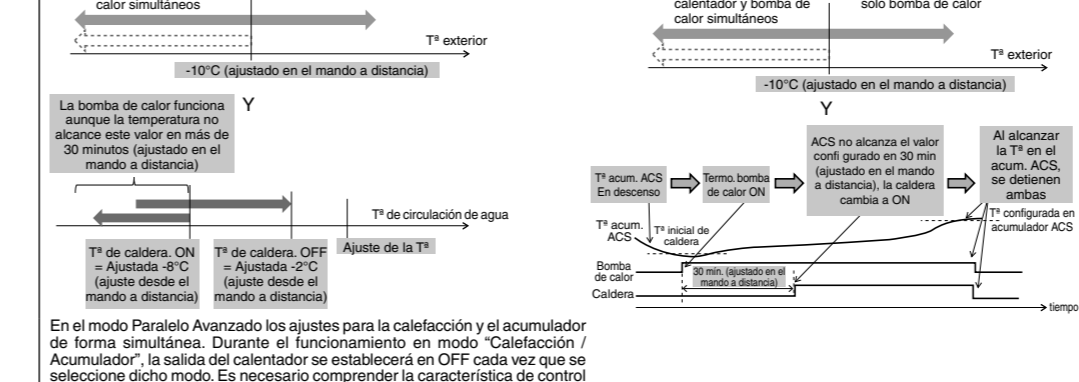 calor simultáneos
Tª exterior
-10°C (ajustado en el mando a distancia)
La bomba de calor funciona
aunque la temperatura no
alcance este valor en más de
30 minutos (ajustado en el
mando a distancia)
Y
Tª de circulación de agua
Tª de caldera. ON
= Ajustada -8°C
(ajuste desde el
mando a distancia)
Tª de caldera. OFF
= Ajustada -2°C
(ajuste desde el
mando a distancia)
Ajuste de la Tª
En el modo Paralelo Avanzado los ajustes para la calefacción y el acumulador
de forma simultánea. Durante el funcionamiento en modo “Calefacción /
Acumulador”, la salida del calentador se establecerá en OFF cada vez que se
seleccione dicho modo. Es necesario comprender la característica de control
calentador y bomba de
calor simultáneos
solo bomba de calor
Tª exterior
-10°C (ajustado en el mando a distancia)
Y
Tª acum. ACS
En descenso
Termo. bomba
de calor ON
ACS no alcanza el valor
confi gurado en 30 min
(ajustado en el mando
a distancia), la caldera
cambia a ON
Al alcanzar
la Tª en el
acum. ACS,
se detienen
ambas
Tª acum.
ACS
Tª inicial de
caldera
Tª configurada en
acumulador ACS
Bomba
de calor
30 mín. (ajustado en el
mando a distancia)
Caldera
tiempo